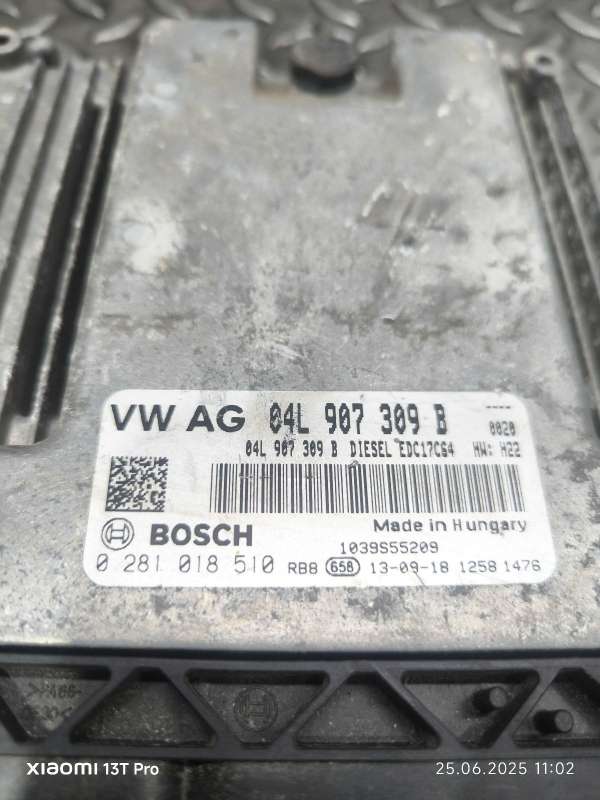 VW AG 04L 907 309 B
----
0020
04L 907 309 B DIESEL EDC17C64 HW: H22
BOSCH
Made in Hungary
1039S55209
0 281 018 510 RB8 658 13-09-18 1258 1476
XIAOMI 13T Pro
25.06.2025 11:02